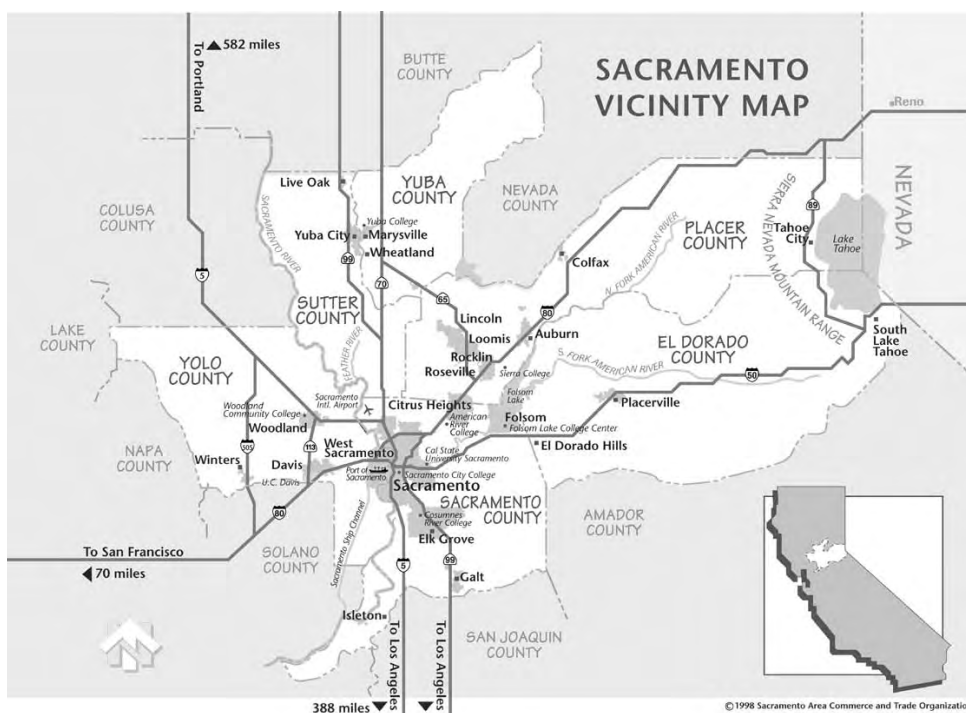 SACRAMENTO
VICINITY MAP
To Portland
582 miles
BUTTE
COUNTY
Reno
NEVADA
COLUSA
COUNTY
SACRAMENTO RIVER
Live Oak
YUBA
COUNTY
NEVADA
COUNTY
Yuba College
Yuba City
Marysville
Wheatland
99
70
5
SUTTER
COUNTY
FEATHER RIVER
65
Lincoln
Loomis
Rocklin
Roseville
Colfax
80
Auburn
Sierra College
N. FORK AMERICAN RIVER
PLACER
COUNTY
SIERRA NEVADA MOUNTAIN RANGE
89
Tahoe
City
Lake
Tahoe
South
Lake
Tahoe
EL DORADO
COUNTY
S. FORK AMERICAN RIVER
50
Placerville
LAKE
COUNTY
YOLO
COUNTY
Woodland
Community College
Woodland
Sacramento
Intl. Airport
Citrus Heights
American
River
College
Folsom
Lake
Folsom
Folsom Lake College Center
El Dorado Hills
NAPA
COUNTY
505
113
Winters
Davis
U.C. Davis
West
Sacramento
Port of
Sacramento
Cal State
University Sacramento
Sacramento City College
Sacramento
SACRAMENTO
COUNTY
Cosumnes
River College
Elk Grove
AMADOR
COUNTY
80
To San Francisco
70 miles
SOLANO
COUNTY
Sacramento Ship Channel
5
99
Galt
Isleton
SAN JOAQUIN
COUNTY
To Los Angeles
To Los Angeles
388 miles
©1998 Sacramento Area Commerce and Trade Organizatio